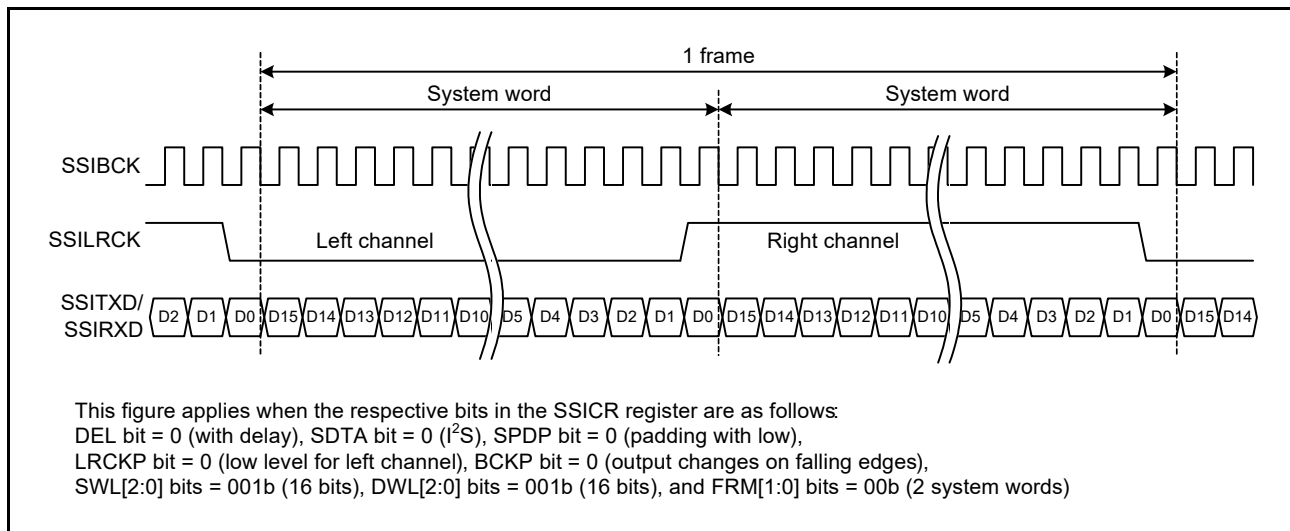 1 frame
System word System word
SSIBCK
SSILRCK Left channel Right channel
SSITXD/
SSIRXD
D2 D1 D0 D15 D14 D13 D12 D11 D10 D5 D4 D3 D2 D1 D0 D15 D14 D13 D12 D11 D10 D5 D4 D3 D2 D1 D0 D15 D14
This figure applies when the respective bits in the SSICR register are as follows:
DEL bit = 0 (with delay), SDTA bit = 0 (I²S), SPDP bit = 0 (padding with low),
LRCKP bit = 0 (low level for left channel), BCKP bit = 0 (output changes on falling edges),
SWL[2:0] bits = 001b (16 bits), DWL[2:0] bits = 001b (16 bits), and FRM[1:0] bits = 00b (2 system words)